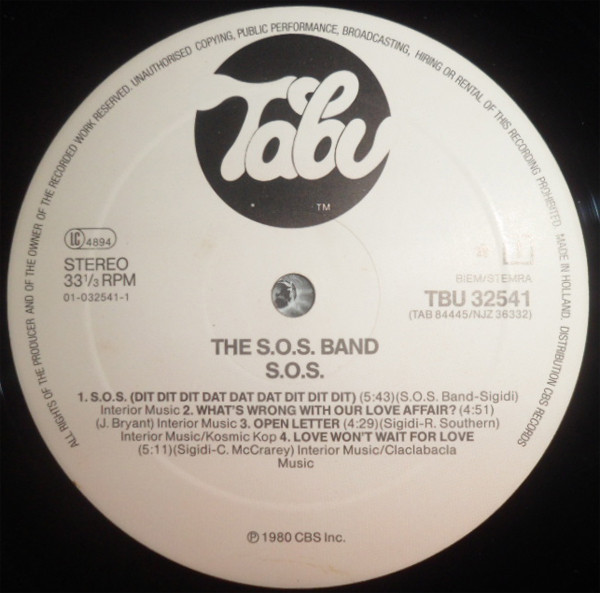 ALL RIGHTS OF THE PRODUCER AND OF THE OWNER OF THE RECORDED WORK RESERVED. UNAUTHORISED COPYING, PUBLIC PERFORMANCE, BROADCASTING, HIRING OR RENTAL OF THIS RECORDING PROHIBITED. MADE IN HOLLAND. DISTRIBUTION CBS RECORDS
Tabu
TM
LC 4894
STEREO
33 1/3 RPM
01-032541-1
1
BIEM/STEMRA
TBU 32541
(TAB 84445/NJZ 36332)
THE S.O.S. BAND
S.O.S.
1. S.O.S. (DIT DIT DIT DAT DAT DAT DIT DIT DIT) (5:43)(S.O.S. Band-Sigidi)
Interior Music 2. WHAT'S WRONG WITH OUR LOVE AFFAIR? (4:51)
(J. Bryant) Interior Music 3. OPEN LETTER (4:29)(Sigidi-R. Southern)
Interior Music/Kosmic Kop 4. LOVE WON'T WAIT FOR LOVE
(5:11)(Sigidi-C. McCrarey) Interior Music/Claclabacla
Music
℗ 1980 CBS Inc.